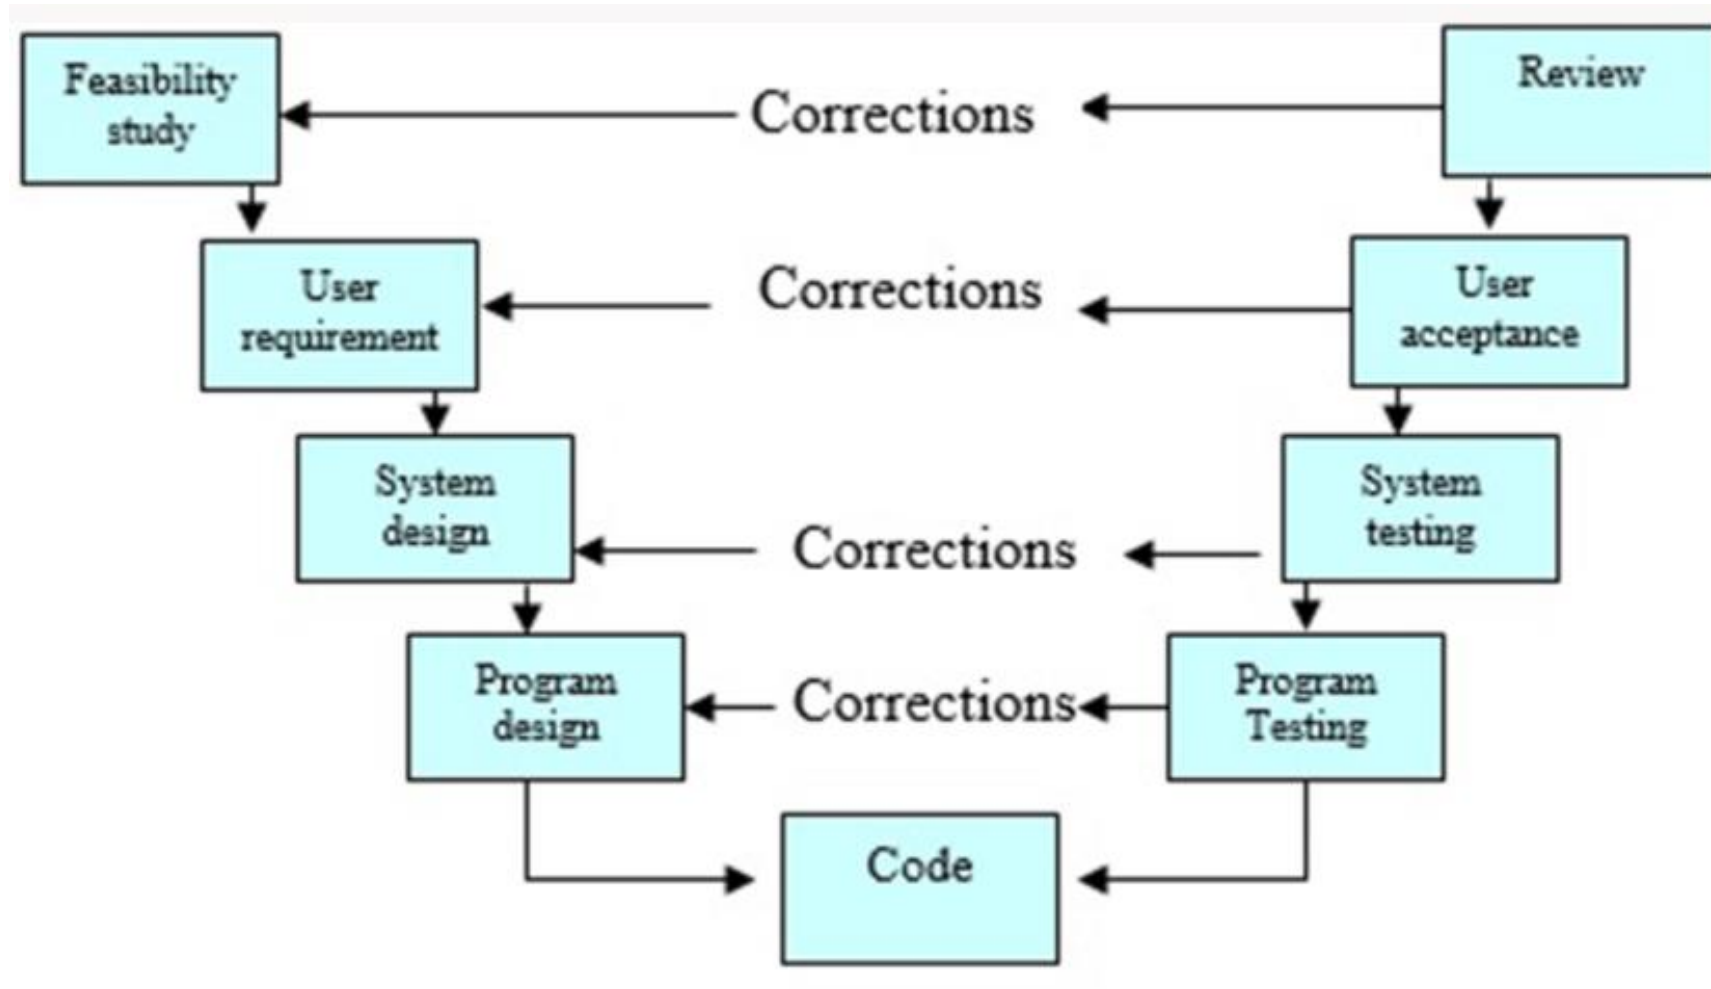 Feasibility
study
Corrections
Review
User
requirement
Corrections
User
acceptance
System
design
Corrections
System
testing
Program
design
Corrections
Program
Testing
Code